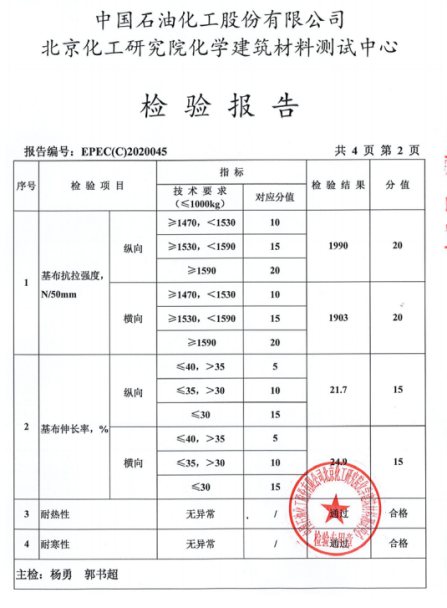 中国石油化工股份有限公司
北京化工研究院化学建筑材料测试中心
检验报告
报告编号：EPEC(C)2020045 共 4 页 第 2 页
序号 检验项目 指标 检验结果 分值
技术要求（≤1000kg） 对应分值
1 基布抗拉强度，N/50mm 纵向 ≥1470，<1530 10 1990 20
≥1530，<1590 15
≥1590 20
横向 ≥1470，<1530 10 1903 20
≥1530，<1590 15
≥1590 20
2 基布伸长率，% 纵向 ≤40，>35 5 21.7 15
≤35，>30 10
≤30 15
横向 ≤40，>35 5 24.9 15
≤35，>30 10
≤30 15
3 耐热性 无异常 / 通过 合格
4 耐寒性 无异常 / 通过 合格
主检：杨勇 郭书超